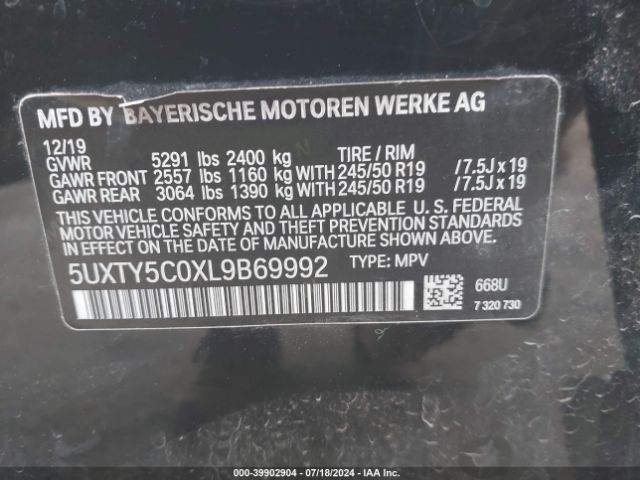 MFD BY BAYERISCHE MOTOREN WERKE AG
12/19
GVWR 5291 lbs 2400 kg TIRE / RIM
GAWR FRONT 2557 lbs 1160 kg WITH 245/50 R19 / 7.5J x 19
GAWR REAR 3064 lbs 1390 kg WITH 245/50 R19 / 7.5J x 19
THIS VEHICLE CONFORMS TO ALL APPLICABLE U. S. FEDERAL
MOTOR VEHICLE SAFETY, BUMPER, AND THEFT PREVENTION
STANDARDS IN EFFECT ON THE DATE OF MANUFACTURE SHOWN ABOVE.
5UXTY5C0XL9B69992 TYPE: MPV
668U
7 320 730
000-39902904 | 07/18/2024 | IAA Inc.